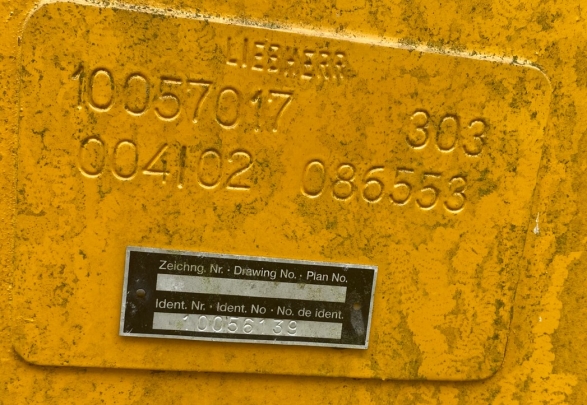 LIEBHERR
10057017 303
004102 086553
Zeichng. Nr. · Drawing No. · Plan No.
Ident. Nr. · Ident. No · No. de ident.
10056139